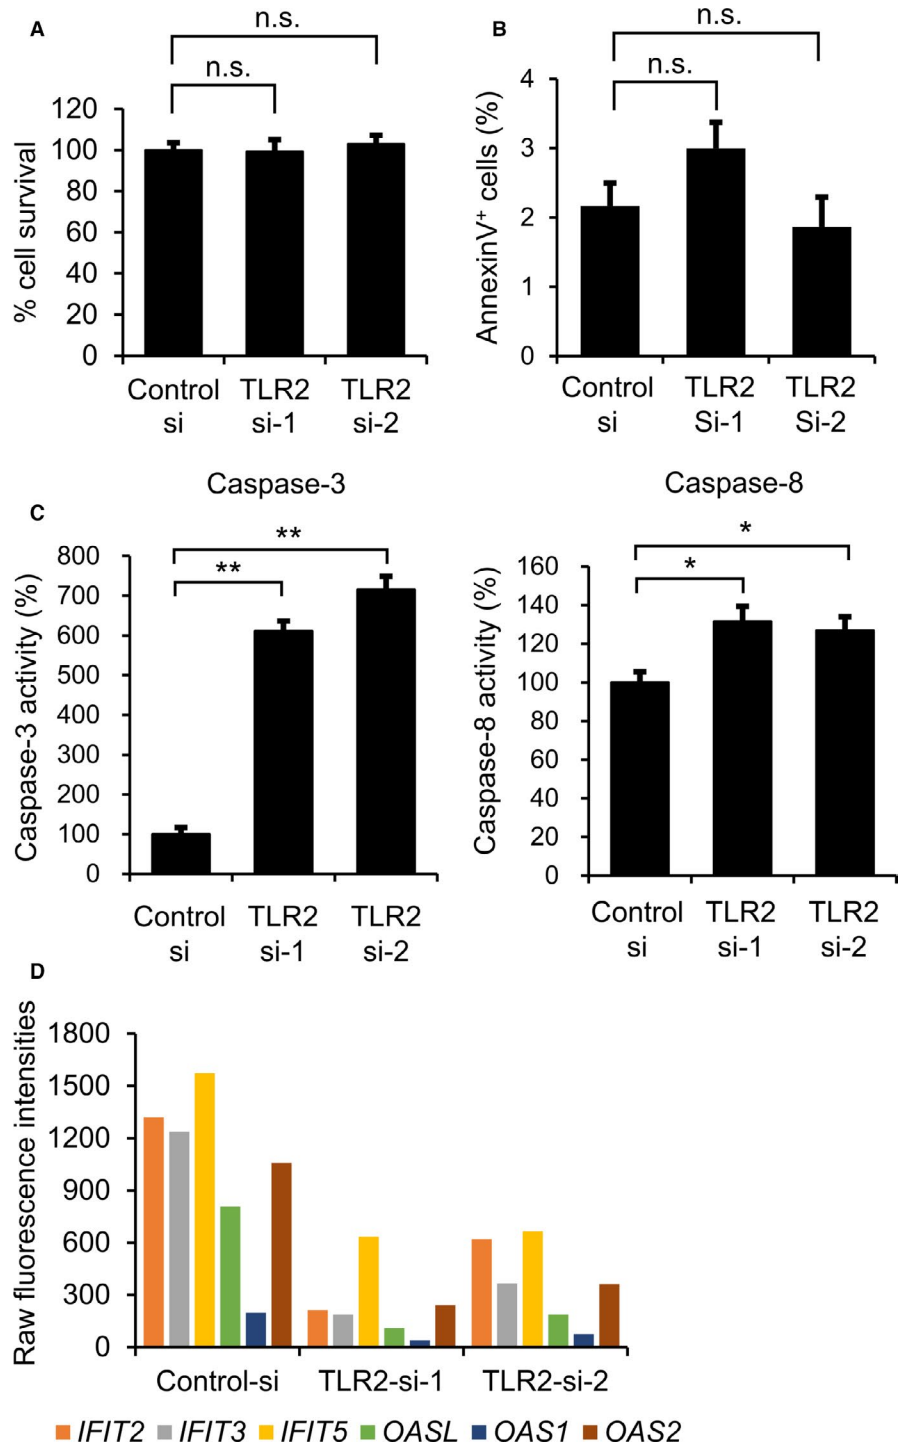 A
n.s.
n.s.
% cell survival
120
100
80
60
40
20
0
Control si
TLR2 si-1
TLR2 si-2
B
n.s.
n.s.
AnnexinV+ cells (%)
4
3
2
1
0
Control si
TLR2 Si-1
TLR2 Si-2
C
Caspase-3
**
**
Caspase-3 activity (%)
800
700
600
500
400
300
200
100
0
Control si
TLR2 si-1
TLR2 si-2
Caspase-8
*
*
Caspase-8 activity (%)
160
140
120
100
80
60
40
20
0
Control si
TLR2 si-1
TLR2 si-2
D
Raw fluorescence intensities
1800
1500
1200
900
600
300
0
Control-si
TLR2-si-1
TLR2-si-2
IFIT2 IFIT3 IFIT5 OASL OAS1 OAS2